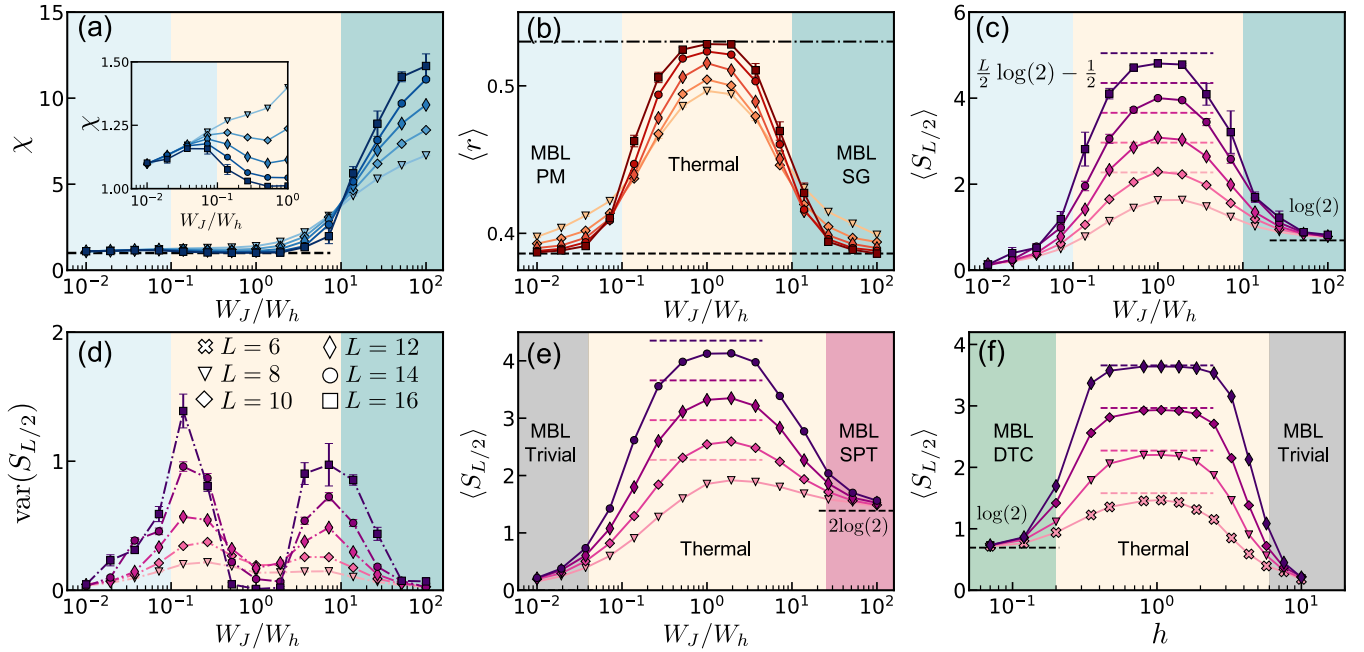 (a)
15
10
5
0
χ
10⁻² 10⁻¹ 10⁰ 10¹ 10²
W_J/W_h
1.50
1.25
1.00
χ
10⁻² 10⁻¹ 10⁰
W_J/W_h
(b)
0.5
0.4
⟨r⟩
MBL
PM
Thermal
MBL
SG
10⁻² 10⁻¹ 10⁰ 10¹ 10²
W_J/W_h
(c)
6
4
2
0
⟨S_{L/2}⟩
L/2 log(2) − 1/2
log(2)
10⁻² 10⁻¹ 10⁰ 10¹ 10²
W_J/W_h
(d)
2
1
0
var(S_{L/2})
L = 6
L = 8
L = 10
L = 12
L = 14
L = 16
10⁻² 10⁻¹ 10⁰ 10¹ 10²
W_J/W_h
(e)
4
3
2
1
0
⟨S_{L/2}⟩
MBL
Trivial
MBL
SPT
2log(2)
Thermal
10⁻² 10⁻¹ 10⁰ 10¹ 10²
W_J/W_h
(f)
5
4
3
2
1
0
⟨S_{L/2}⟩
MBL
DTC
MBL
Trivial
log(2)
Thermal
10⁻¹ 10⁰ 10¹
h